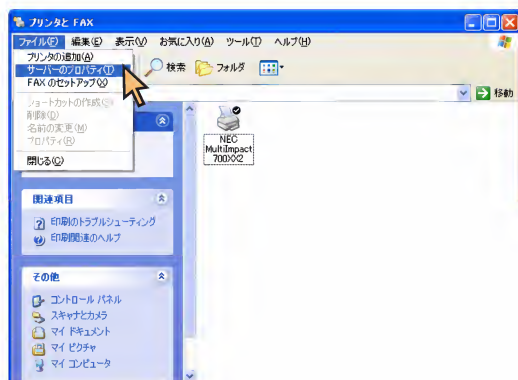 プリンタと FAX
ファイル(F) 編集(E) 表示(V) お気に入り(A) ツール(T) ヘルプ(H)
プリンタの追加(A)
サーバーのプロパティ(T)
FAX のセットアップ(X)
ショートカットの作成(S)
削除(D)
名前の変更(M)
プロパティ(R)
閉じる(C)
検索 フォルダ
移動
NEC
MultiImpact
700XX2
関連項目
印刷のトラブルシューティング
印刷関連のヘルプ
その他
コントロール パネル
スキャナとカメラ
マイ ドキュメント
マイ ピクチャ
マイ コンピュータ